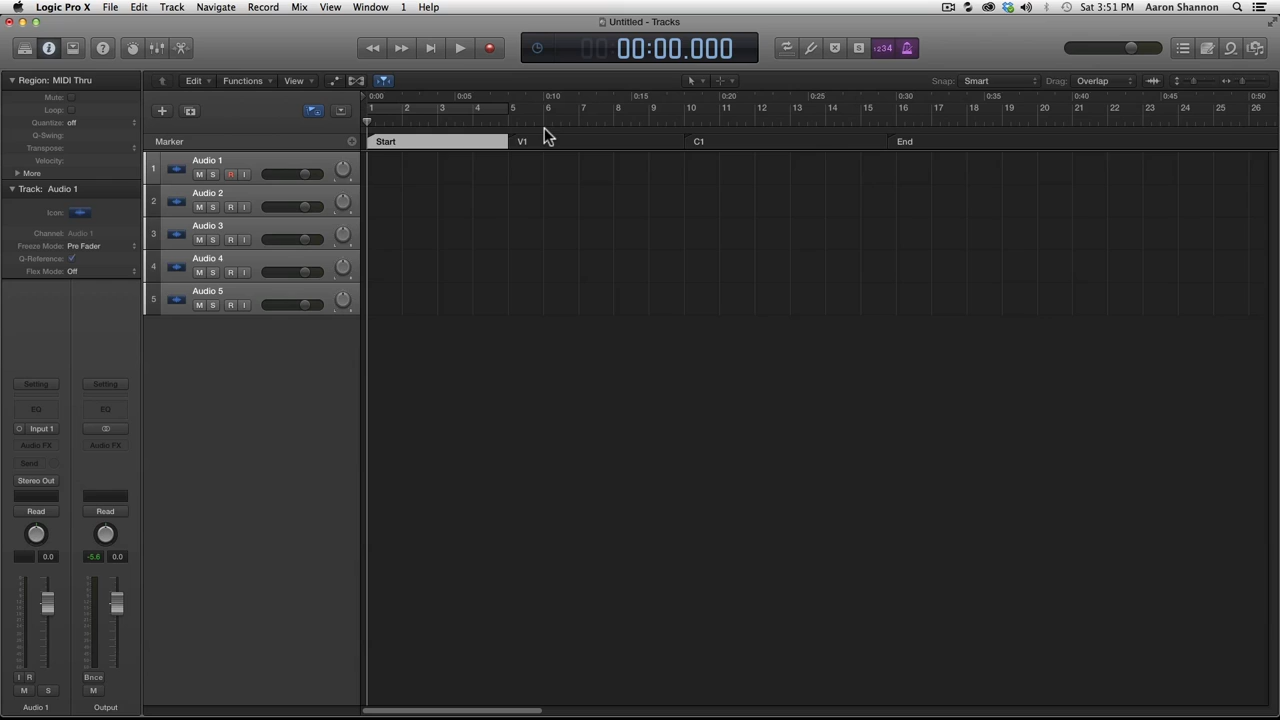 Logic Pro X File Edit Track Navigate Record Mix View Window 1 Help Sat 3:51 PM Aaron Shannon
Untitled - Tracks
00:00.000
1234
Region: MIDI Thru
Edit Functions View Snap: Smart Drag: Overlap
Mute:
Loop:
Quantize: off
Q-Swing:
Transpose:
Velocity:
More
0:00 0:05 0:10 0:15 0:20 0:25 0:30 0:35 0:40 0:45
1 2 3 4 5 6 7 8 9 10 11 12 13 14 15 16 17 18 19 20 21 22 23 24 25 26
Marker Start V1 C1 End
1 Audio 1
M S R I
2 Audio 2
M S R I
3 Audio 3
M S R I
4 Audio 4
M S R I
5 Audio 5
M S R I
Track: Audio 1
Icon:
Channel: Audio 1
Freeze Mode: Pre Fader
Q-Reference:
Flex Mode: Off
Setting Setting
EQ EQ
Input 1
Audio FX Audio FX
Send
Stereo Out
Read Read
0.0 -5.6 0.0
I R Bnce
M S M
Audio 1 Output